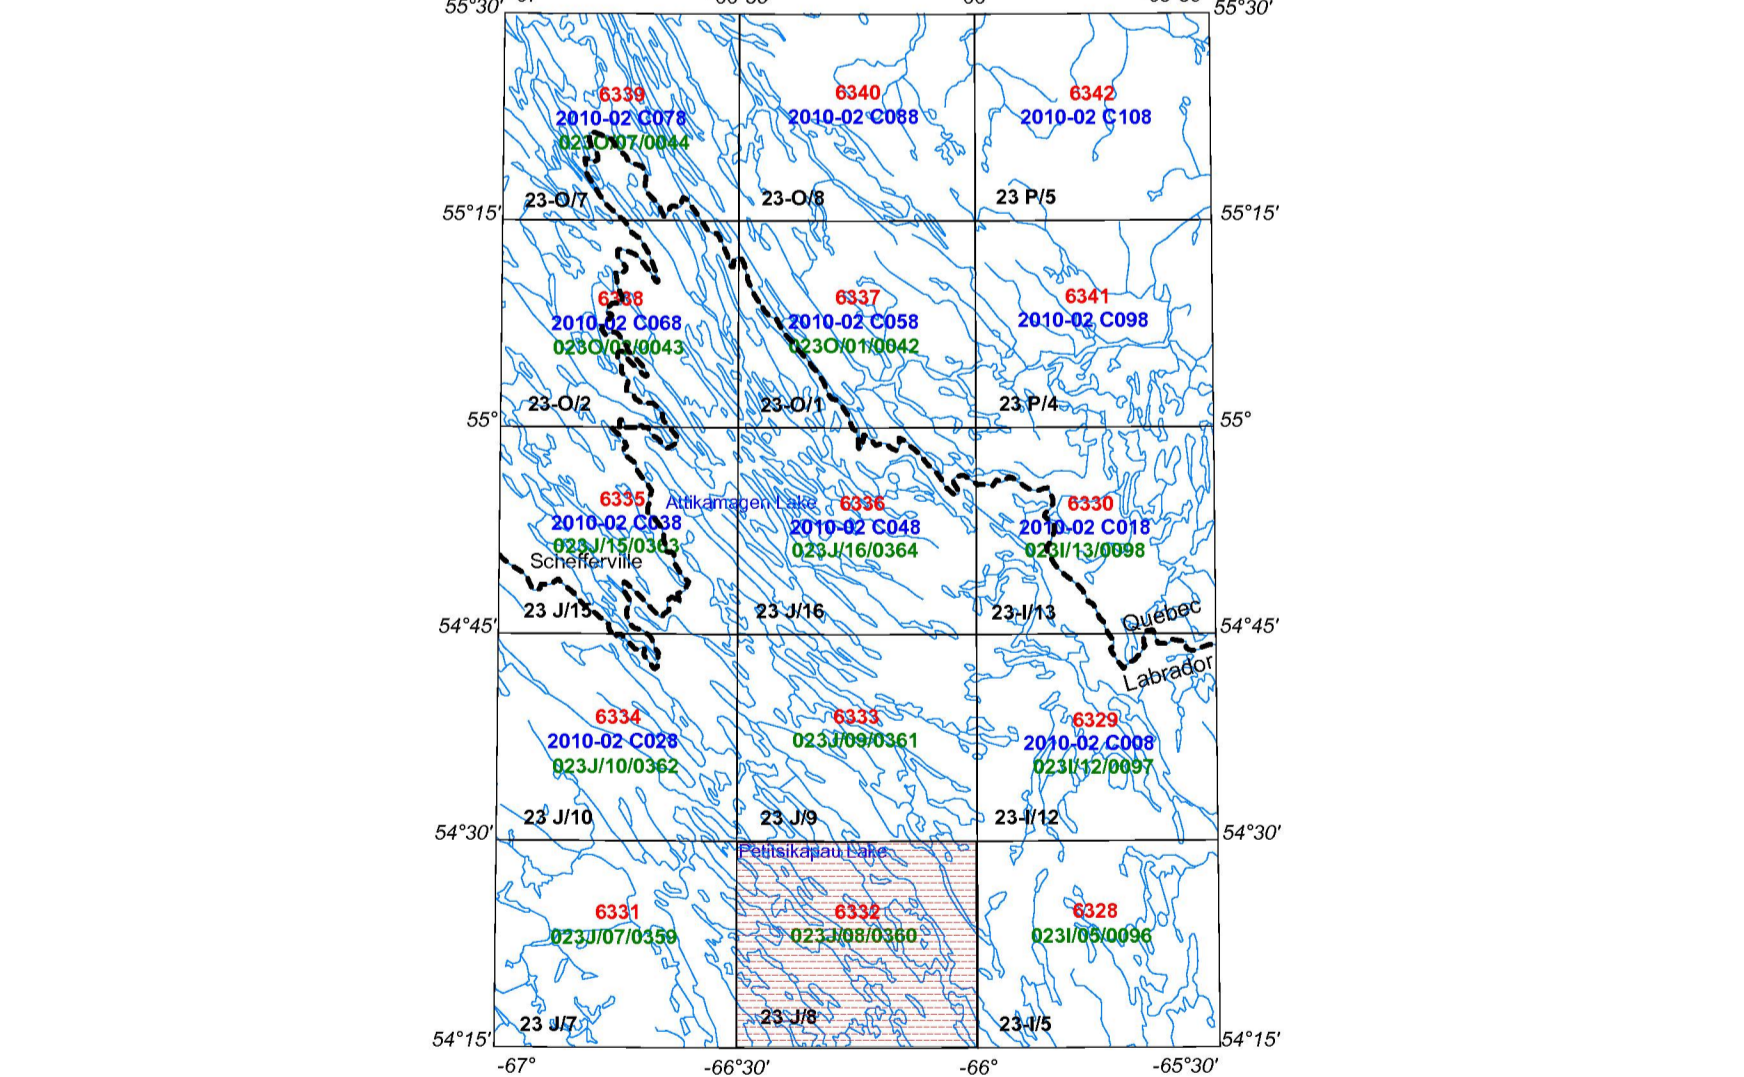 55°30′
55°30′
6339
2010-02 C078
023O/07/0044
23-O/7
6340
2010-02 C088
23-O/8
6342
2010-02 C108
23 P/5
55°15′
55°15′
6338
2010-02 C068
023O/02/0043
23-O/2
6337
2010-02 C058
023O/01/0042
23-O/1
6341
2010-02 C098
23 P/4
55°
55°
6335
2010-02 C038
023J/15/0363
Schefferville
23 J/15
Attikamagen Lake
6336
2010-02 C048
023J/16/0364
23 J/16
6330
2010-02 C018
023I/13/0098
23-I/13
Quebec
Labrador
54°45′
54°45′
6334
2010-02 C028
023J/10/0362
23 J/10
6333
023J/09/0361
23 J/9
6329
2010-02 C008
023I/12/0097
23-I/12
54°30′
54°30′
6331
023J/07/0359
23 J/7
Petitsikapau Lake
6332
023J/08/0360
23 J/8
6328
023I/05/0096
23-I/5
54°15′
54°15′
-67°
-66°30′
-66°
-65°30′